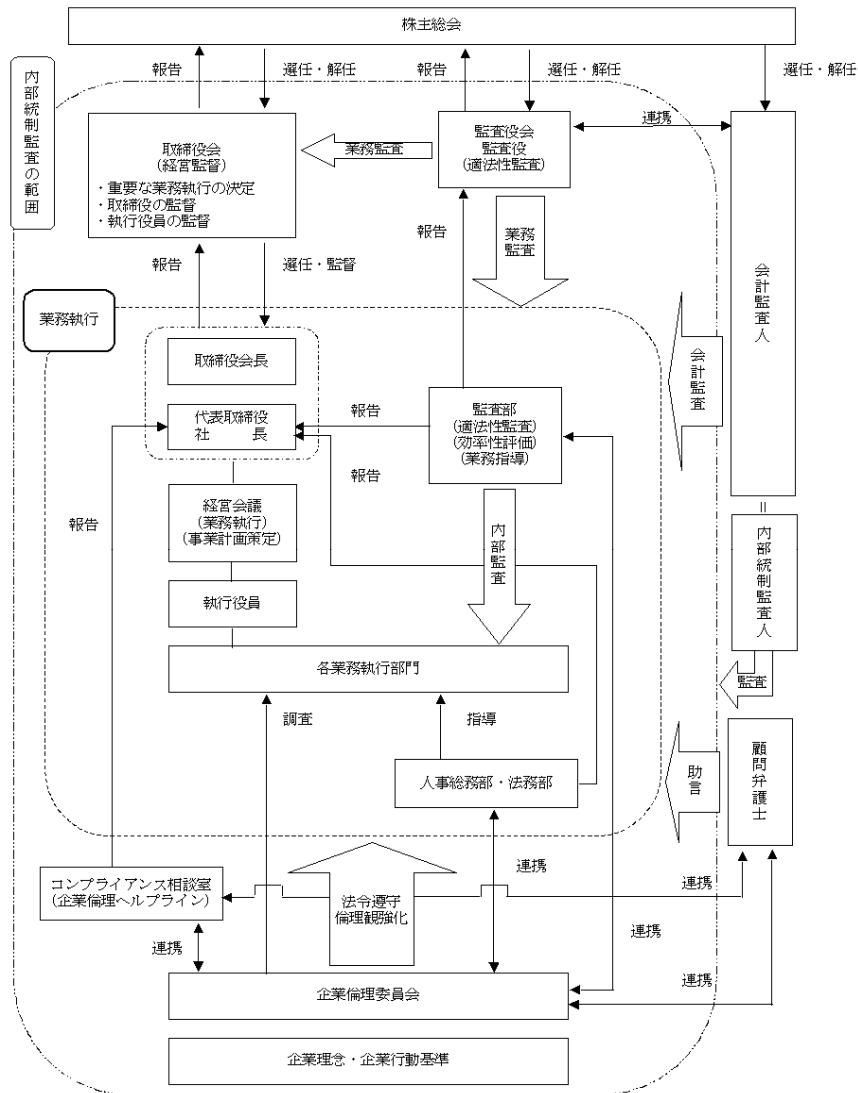 株主総会
報告
選任・解任
報告
選任・解任
選任・解任
内部統制監査の範囲
取締役会
(経営監督)
・重要な業務執行の決定
・取締役の監督
・執行役員の監督
業務監査
監査役会
監査役
(適法性監査)
連携
報告
選任・監督
報告
業務
監査
会計監査人
業務執行
取締役会長
代表取締役
社　　長
報告
報告
監査部
(適法性監査)
(効率性評価)
(業務指導)
会計監査
報告
経営会議
(業務執行)
(事業計画策定)
内部監査
＝
内部統制監査人
執行役員
各業務執行部門
監査
調査
指導
人事総務部・法務部
助言
顧問弁護士
コンプライアンス相談室
(企業倫理ヘルプライン)
法令遵守
倫理観強化
連携
連携
連携
連携
連携
企業倫理委員会
企業理念・企業行動基準